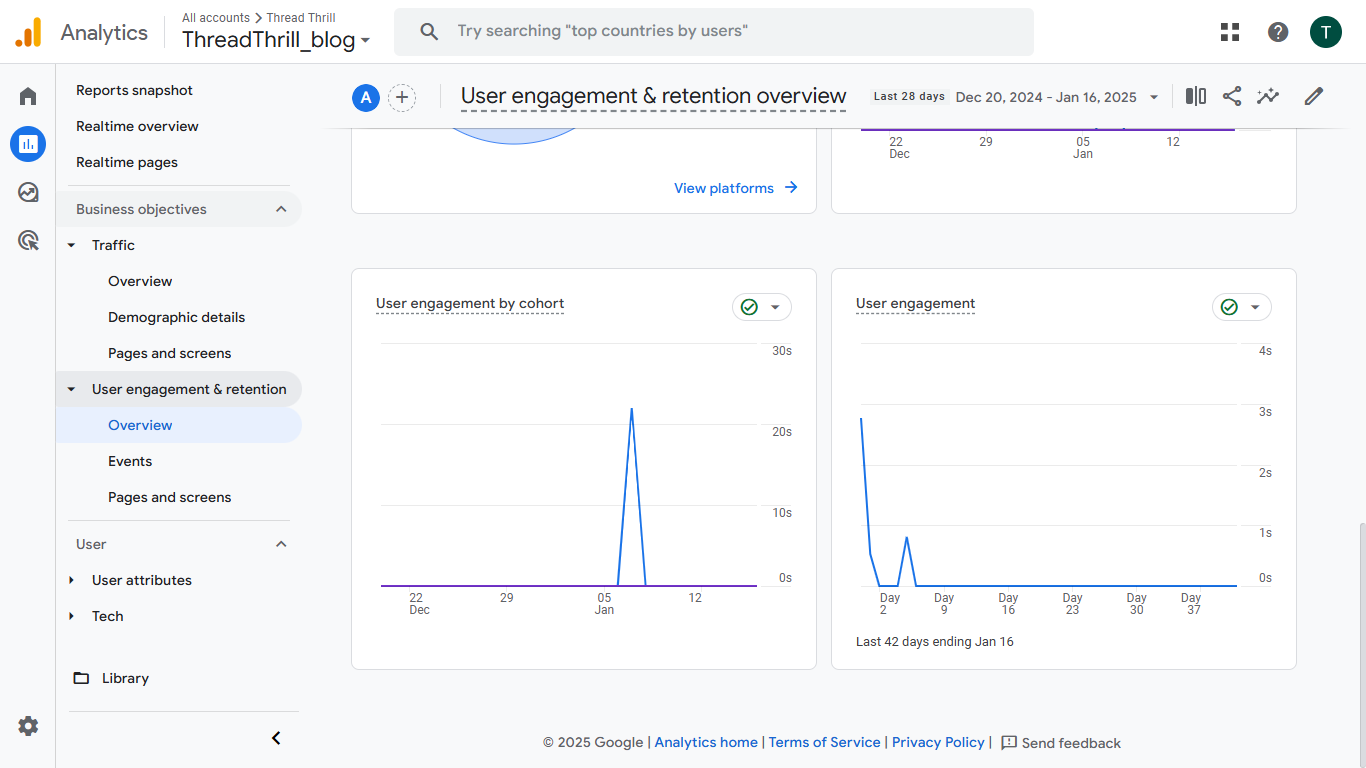 Analytics
All accounts > Thread Thrill
ThreadThrill_blog
Try searching "top countries by users"
T
Reports snapshot
Realtime overview
Realtime pages
Business objectives
Traffic
Overview
Demographic details
Pages and screens
User engagement & retention
Overview
Events
Pages and screens
User
User attributes
Tech
Library
A
User engagement & retention overview
Last 28 days Dec 20, 2024 - Jan 16, 2025
View platforms
22 29 05 12
Dec Jan
User engagement by cohort
30s
20s
10s
0s
22 29 05 12
Dec Jan
User engagement
4s
3s
2s
1s
0s
Day Day Day Day Day Day
2 9 16 23 30 37
Last 42 days ending Jan 16
© 2025 Google | Analytics home | Terms of Service | Privacy Policy | Send feedback